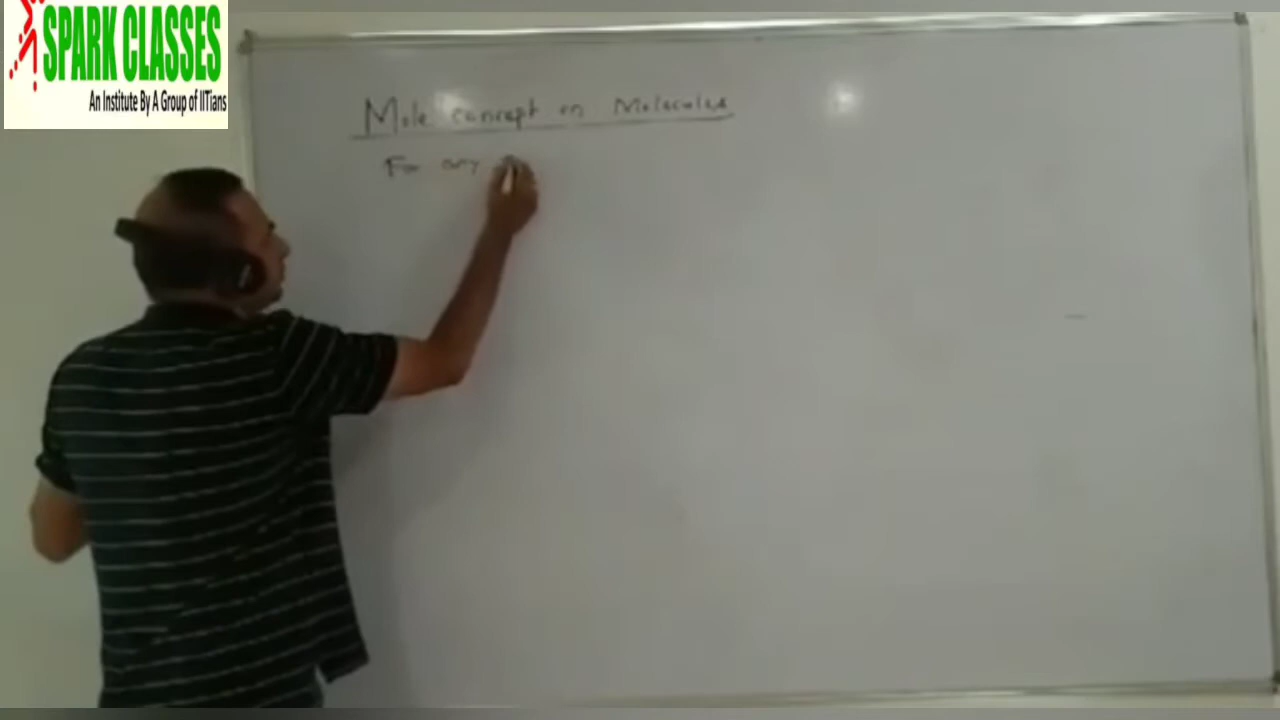 SPARK CLASSES
An Institute By A Group of IITians
Mole concept on Molecules
For any